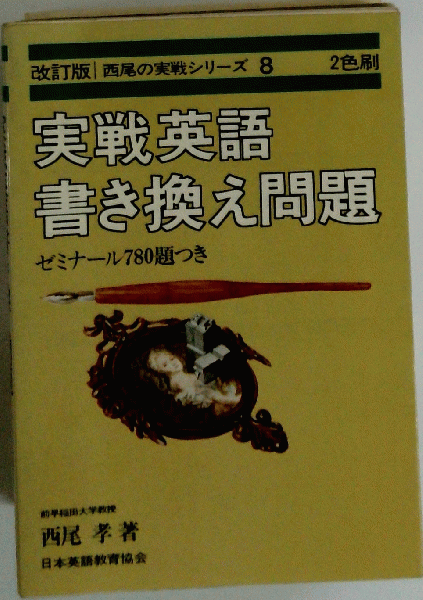 改訂版|西尾の実戦シリーズ 8 2色刷
実戦英語
書き換え問題
ゼミナール780題つき
前早稲田大学教授
西尾 孝著
日本英語教育協会